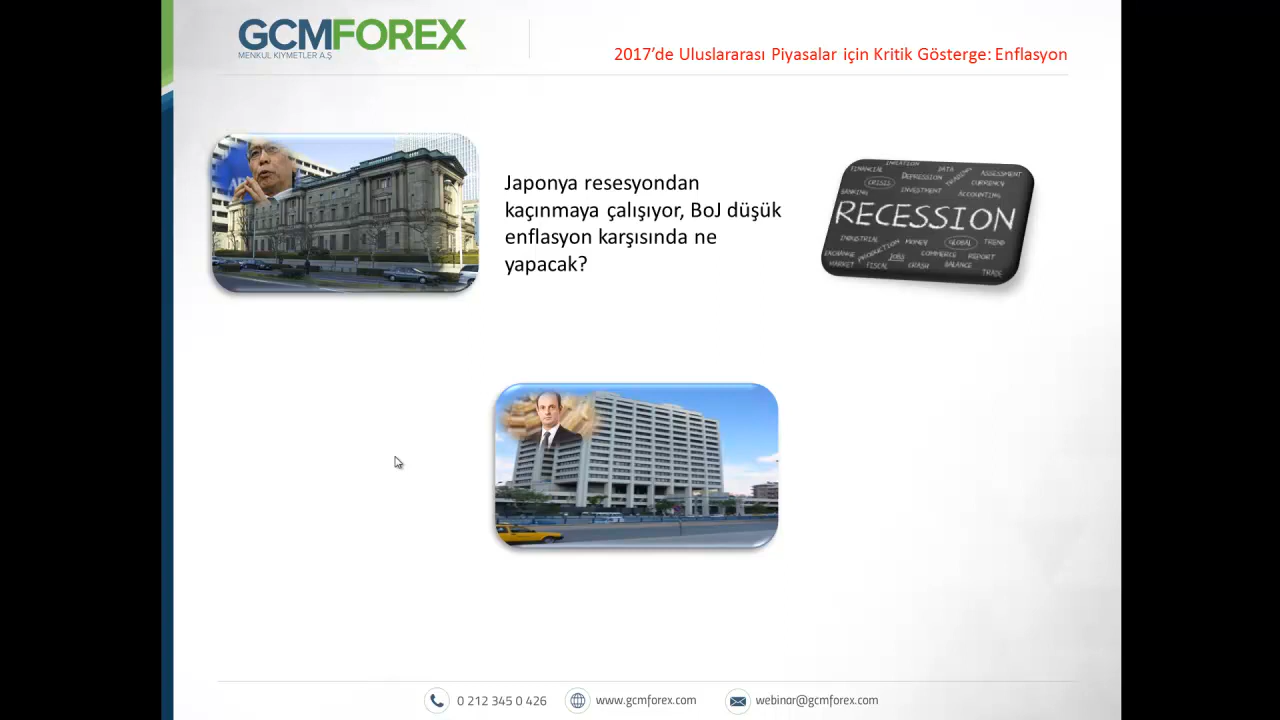 GCMFOREX
MENKUL KIYMETLER A.Ş
2017’de Uluslararası Piyasalar için Kritik Gösterge: Enflasyon
Japonya resesyondan
kaçınmaya çalışıyor, BoJ düşük
enflasyon karşısında ne
yapacak?
INFLATION
FINANCIAL
DATA
DEPRESSION
TRADING
ASSESSMENT
CRISIS
CURRENCY
BANKING
INVESTMENT
ACCOUNTING
RECESSION
INDUSTRIAL
MONEY
GLOBAL
TREND
EXCHANGE
PRODUCTION
JOBS
COMMERCE
REPORT
MARKET
FISCAL
CRASH
BALANCE
TRADE
0 212 345 0 426
www.gcmforex.com
webinar@gcmforex.com